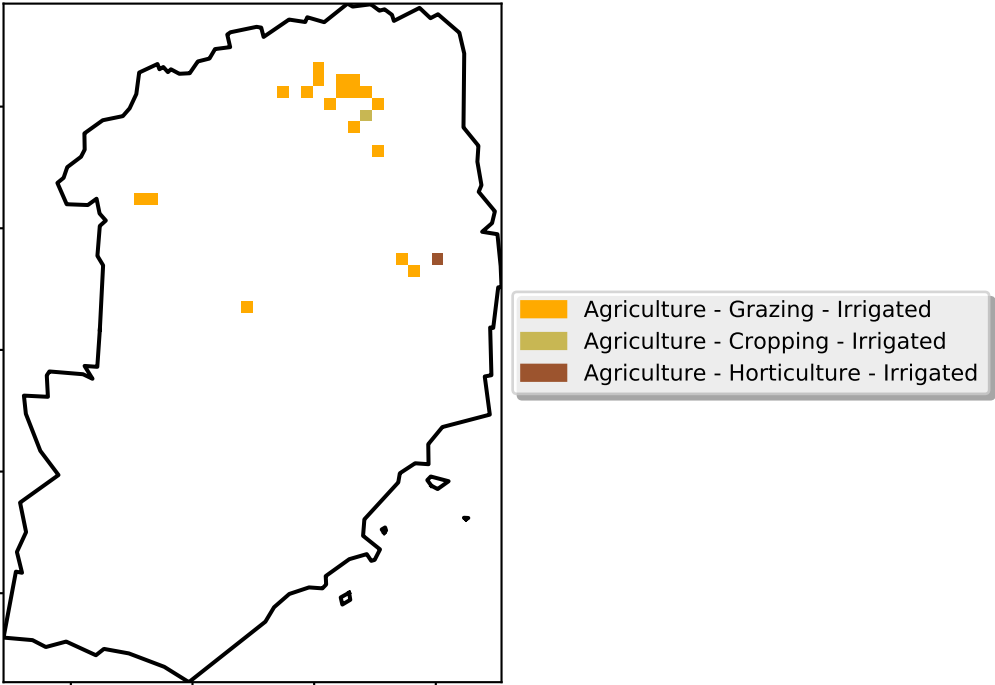 Agriculture - Grazing - Irrigated
Agriculture - Cropping - Irrigated
Agriculture - Horticulture - Irrigated